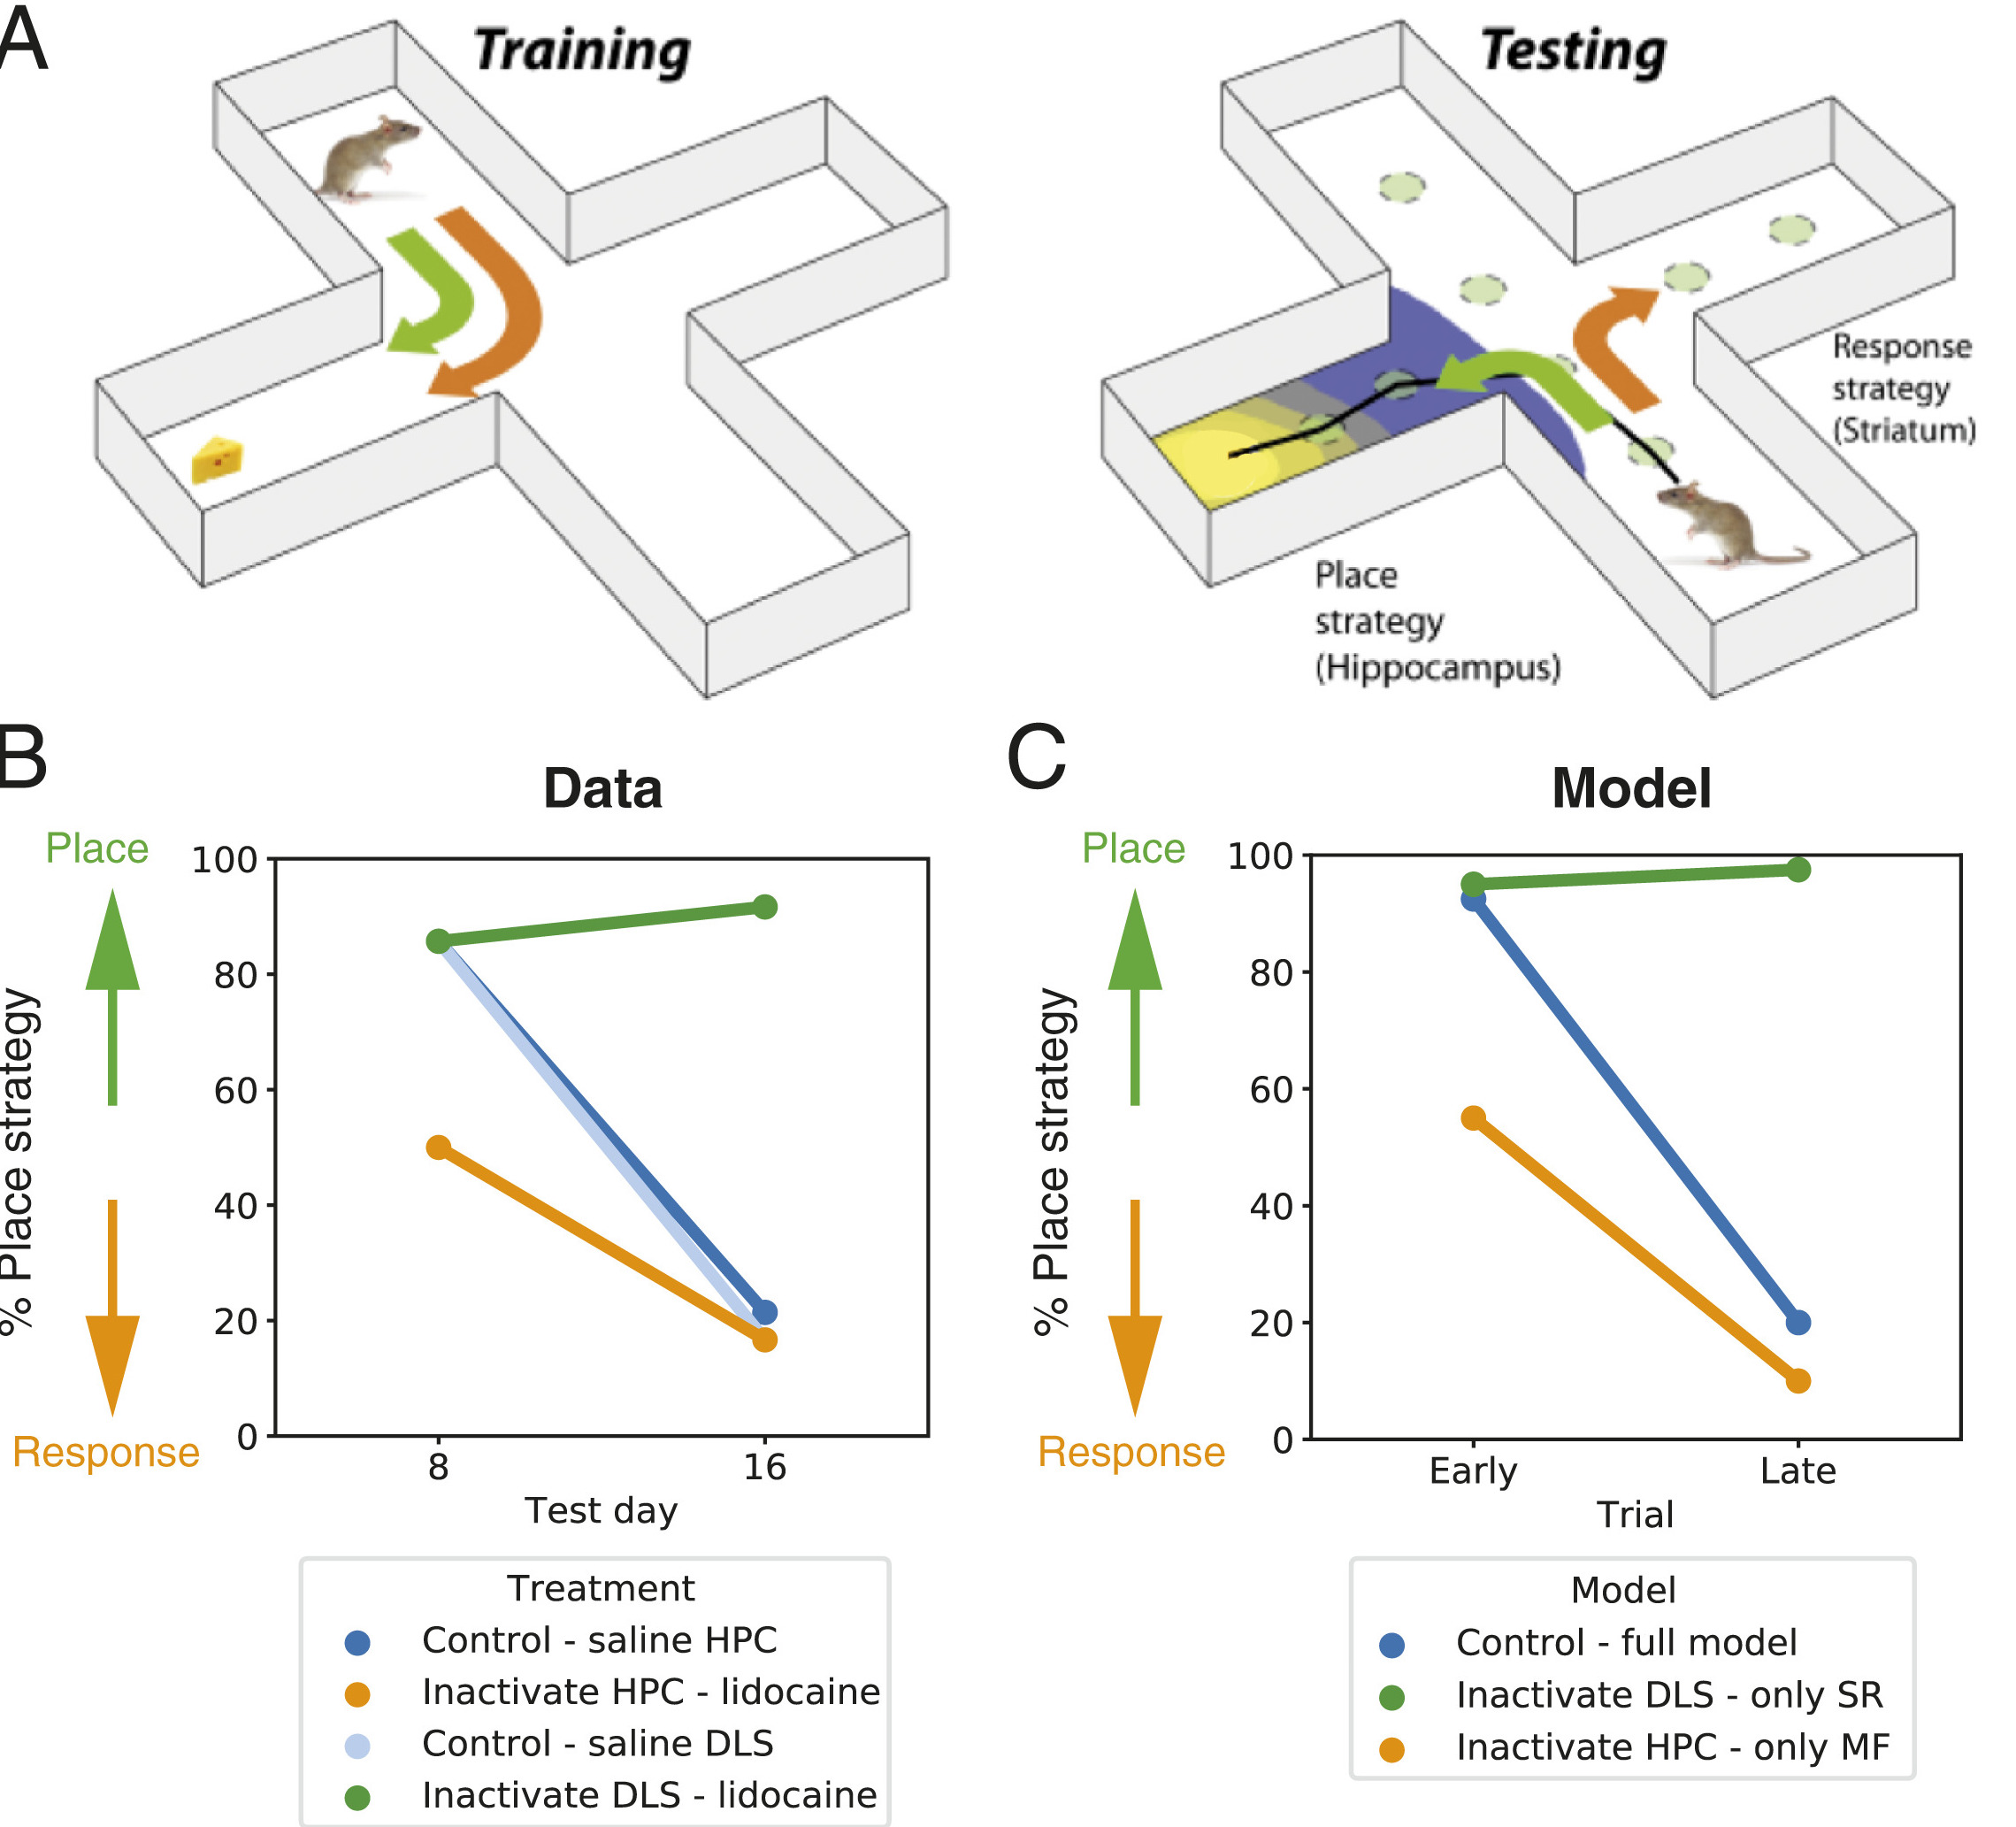 A
Training
Testing
Response
strategy
(Striatum)
Place
strategy
(Hippocampus)
B
Data
Place
% Place strategy
Response
100
80
60
40
20
0
8
16
Test day
Treatment
Control - saline HPC
Inactivate HPC - lidocaine
Control - saline DLS
Inactivate DLS - lidocaine
C
Model
Place
% Place strategy
Response
100
80
60
40
20
0
Early
Late
Trial
Model
Control - full model
Inactivate DLS - only SR
Inactivate HPC - only MF